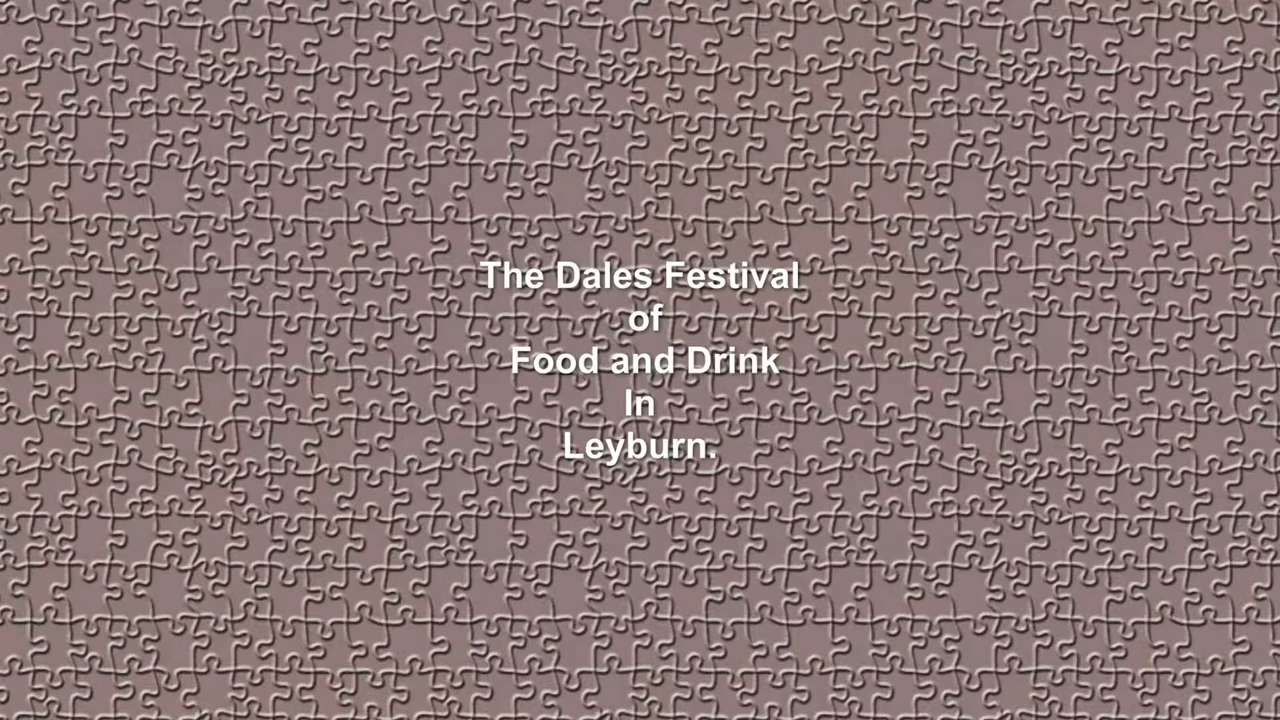 The Dales Festival
of
Food and Drink
In
Leyburn.